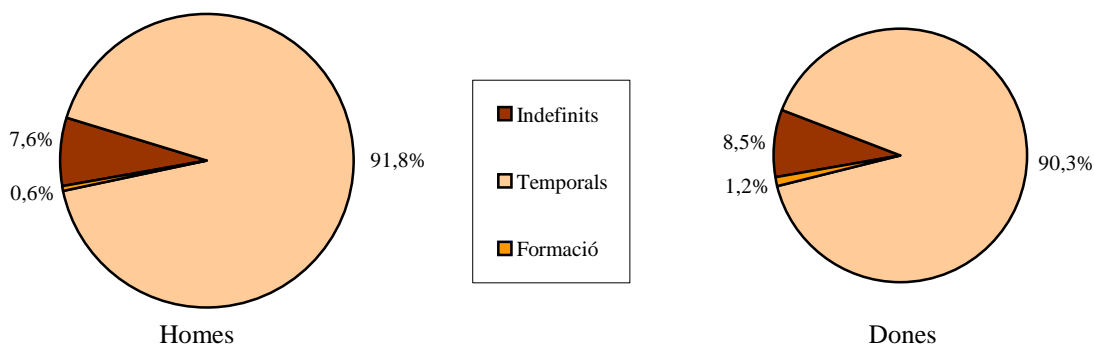 7,6%
0,6%
91,8%
Homes
Indefinits
Temporals
Formació
8,5%
1,2%
90,3%
Dones